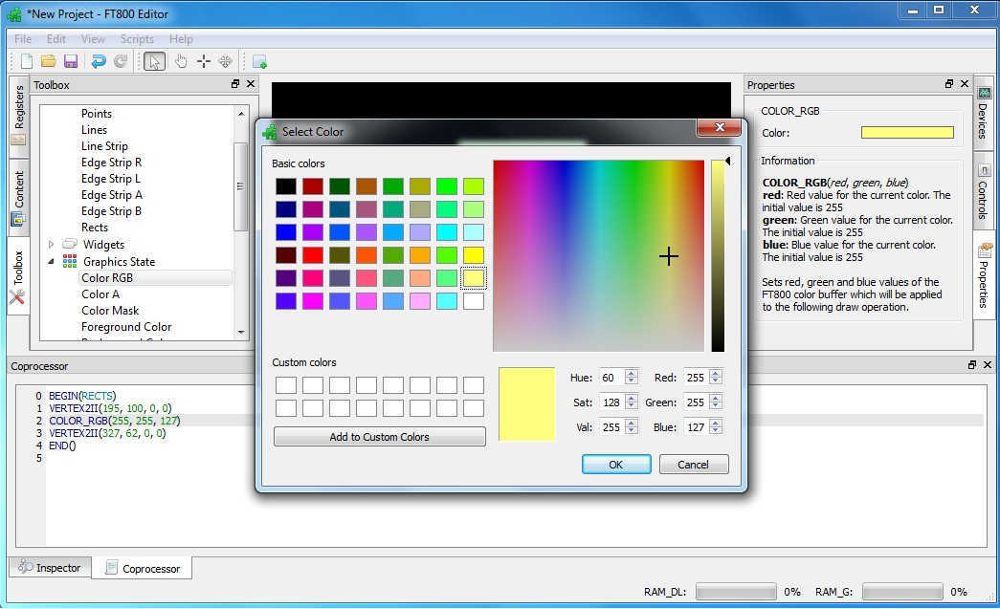 *New Project - FT800 Editor
File Edit View Scripts Help
Registers
Content
Toolbox
Toolbox
Points
Lines
Line Strip
Edge Strip R
Edge Strip L
Edge Strip A
Edge Strip B
Rects
Widgets
Graphics State
Color RGB
Color A
Color Mask
Foreground Color
Select Color
Basic colors
Custom colors
Add to Custom Colors
Hue: 60 Red: 255
Sat: 128 Green: 255
Val: 255 Blue: 127
OK Cancel
Properties
COLOR_RGB
Color:
Information
COLOR_RGB(red, green, blue)
red: Red value for the current color. The
initial value is 255
green: Green value for the current color.
The initial value is 255
blue: Blue value for the current color.
The initial value is 255
Sets red, green and blue values of the
FT800 color buffer which will be applied
to the following draw operation.
Devices
Controls
Properties
Coprocessor
0 BEGIN(RECTS)
1 VERTEX2II(195, 100, 0, 0)
2 COLOR_RGB(255, 255, 127)
3 VERTEX2II(327, 62, 0, 0)
4 END()
5
Inspector Coprocessor
RAM_DL: 0% RAM_G: 0%